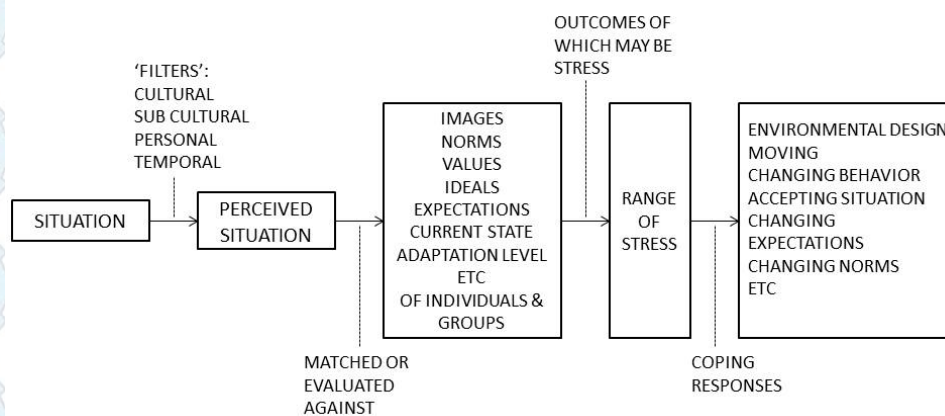 OUTCOMES OF
WHICH MAY BE
STRESS
‘FILTERS’:
CULTURAL
SUB CULTURAL
PERSONAL
TEMPORAL
SITUATION
PERCEIVED
SITUATION
IMAGES
NORMS
VALUES
IDEALS
EXPECTATIONS
CURRENT STATE
ADAPTATION LEVEL
ETC
OF INDIVIDUALS &
GROUPS
RANGE
OF
STRESS
ENVIRONMENTAL DESIGN
MOVING
CHANGING BEHAVIOR
ACCEPTING SITUATION
CHANGING
EXPECTATIONS
CHANGING NORMS
ETC
MATCHED OR
EVALUATED
AGAINST
COPING
RESPONSES